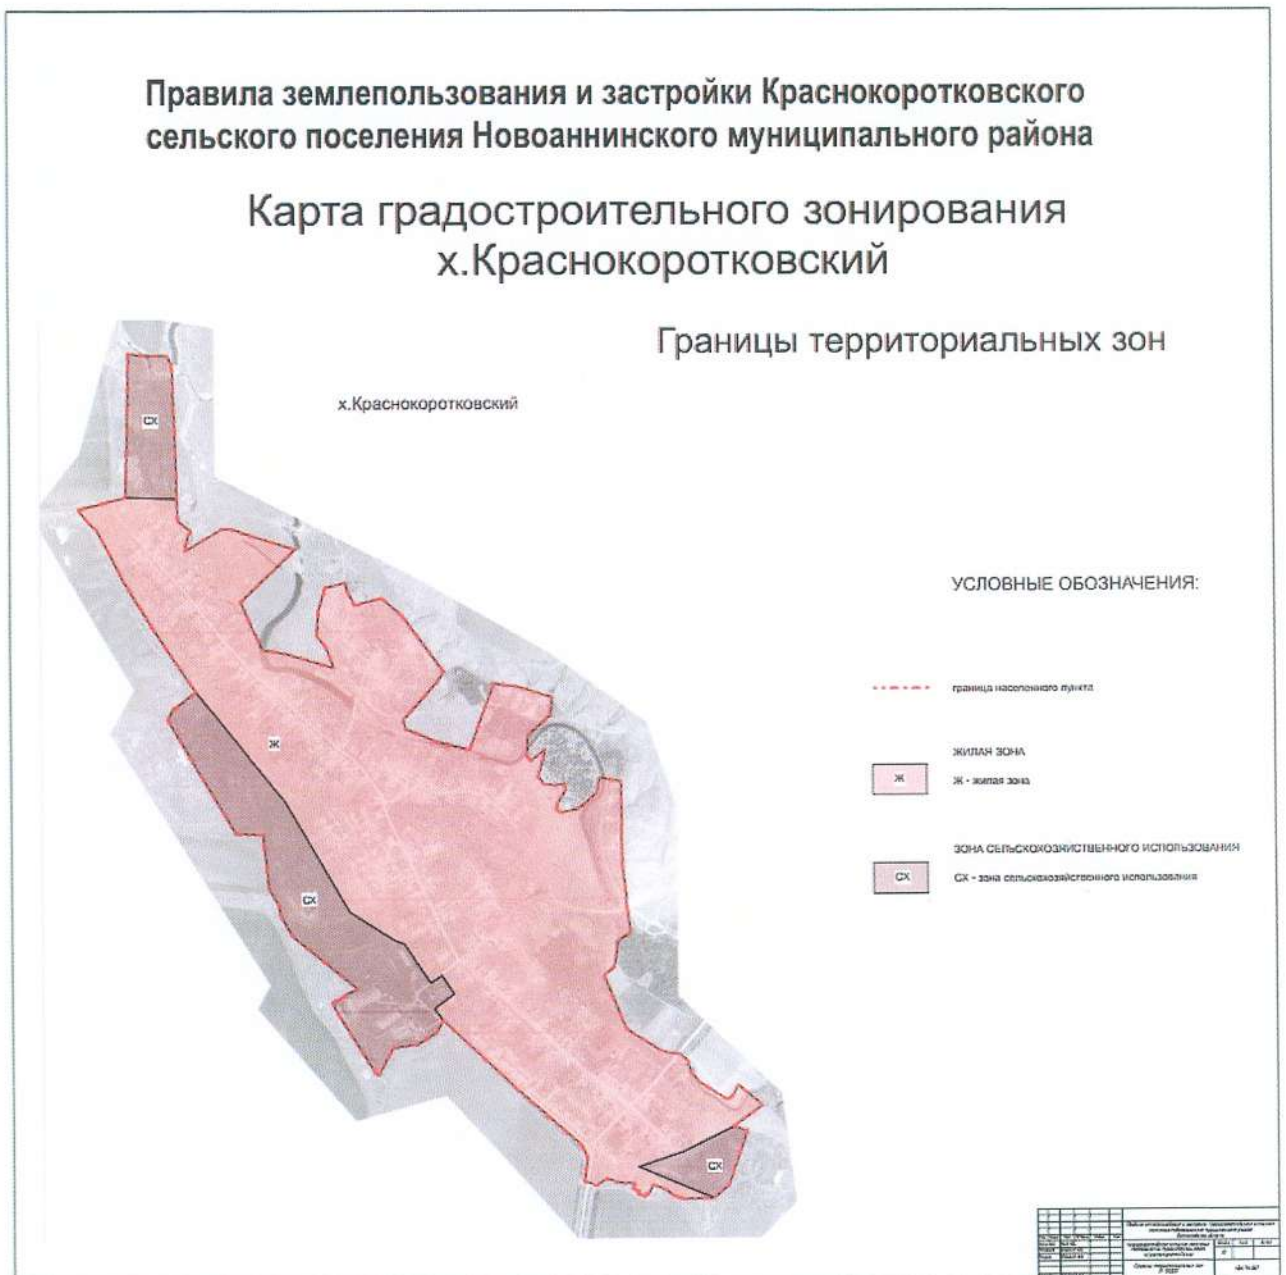 Правила землепользования и застройки Краснокоротковского
сельского поселения Новоаннинского муниципального района
Карта градостроительного зонирования
х.Краснокоротковский
Границы территориальных зон
х.Краснокоротковский
СХ
Ж
СХ
СХ
УСЛОВНЫЕ ОБОЗНАЧЕНИЯ:
граница населенного пункта
ЖИЛАЯ ЗОНА
Ж Ж - жилая зона
ЗОНА СЕЛЬСКОХОЗЯЙСТВЕННОГО ИСПОЛЬЗОВАНИЯ
СХ СХ - зона сельскохозяйственного использования